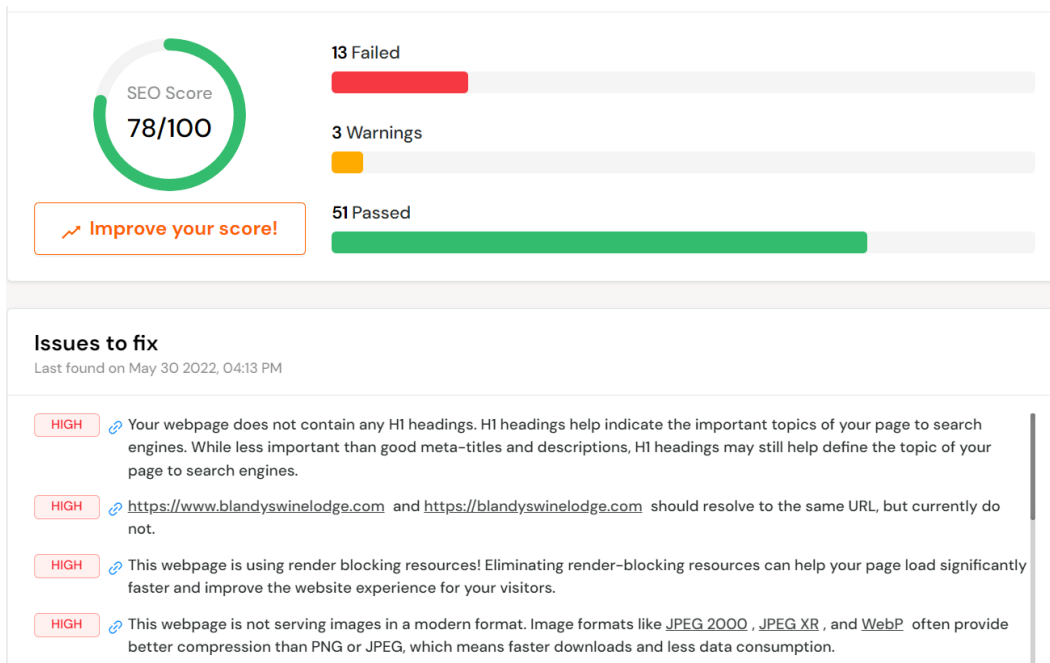 SEO Score
78/100
Improve your score!
13 Failed
3 Warnings
51 Passed
Issues to fix
Last found on May 30 2022, 04:13 PM
HIGH
Your webpage does not contain any H1 headings. H1 headings help indicate the important topics of your page to search
engines. While less important than good meta-titles and descriptions, H1 headings may still help define the topic of your
page to search engines.
HIGH
https://www.blandyswinelodge.com and https://blandyswinelodge.com should resolve to the same URL, but currently do
not.
HIGH
This webpage is using render blocking resources! Eliminating render-blocking resources can help your page load significantly
faster and improve the website experience for your visitors.
HIGH
This webpage is not serving images in a modern format. Image formats like JPEG 2000 , JPEG XR , and WebP often provide
better compression than PNG or JPEG, which means faster downloads and less data consumption.